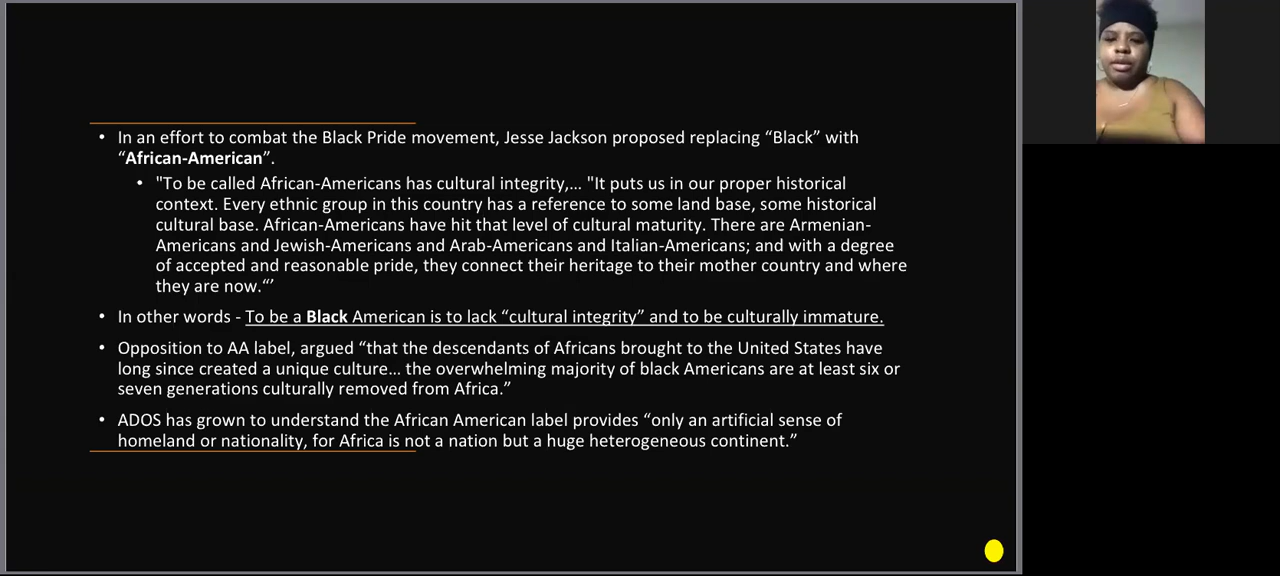 • In an effort to combat the Black Pride movement, Jesse Jackson proposed replacing “Black” with
“African-American”.
• "To be called African-Americans has cultural integrity,… "It puts us in our proper historical
context. Every ethnic group in this country has a reference to some land base, some historical
cultural base. African-Americans have hit that level of cultural maturity. There are Armenian-
Americans and Jewish-Americans and Arab-Americans and Italian-Americans; and with a degree
of accepted and reasonable pride, they connect their heritage to their mother country and where
they are now.“’
• In other words - To be a Black American is to lack “cultural integrity” and to be culturally immature.
• Opposition to AA label, argued “that the descendants of Africans brought to the United States have
long since created a unique culture… the overwhelming majority of black Americans are at least six or
seven generations culturally removed from Africa.”
• ADOS has grown to understand the African American label provides “only an artificial sense of
homeland or nationality, for Africa is not a nation but a huge heterogeneous continent.”